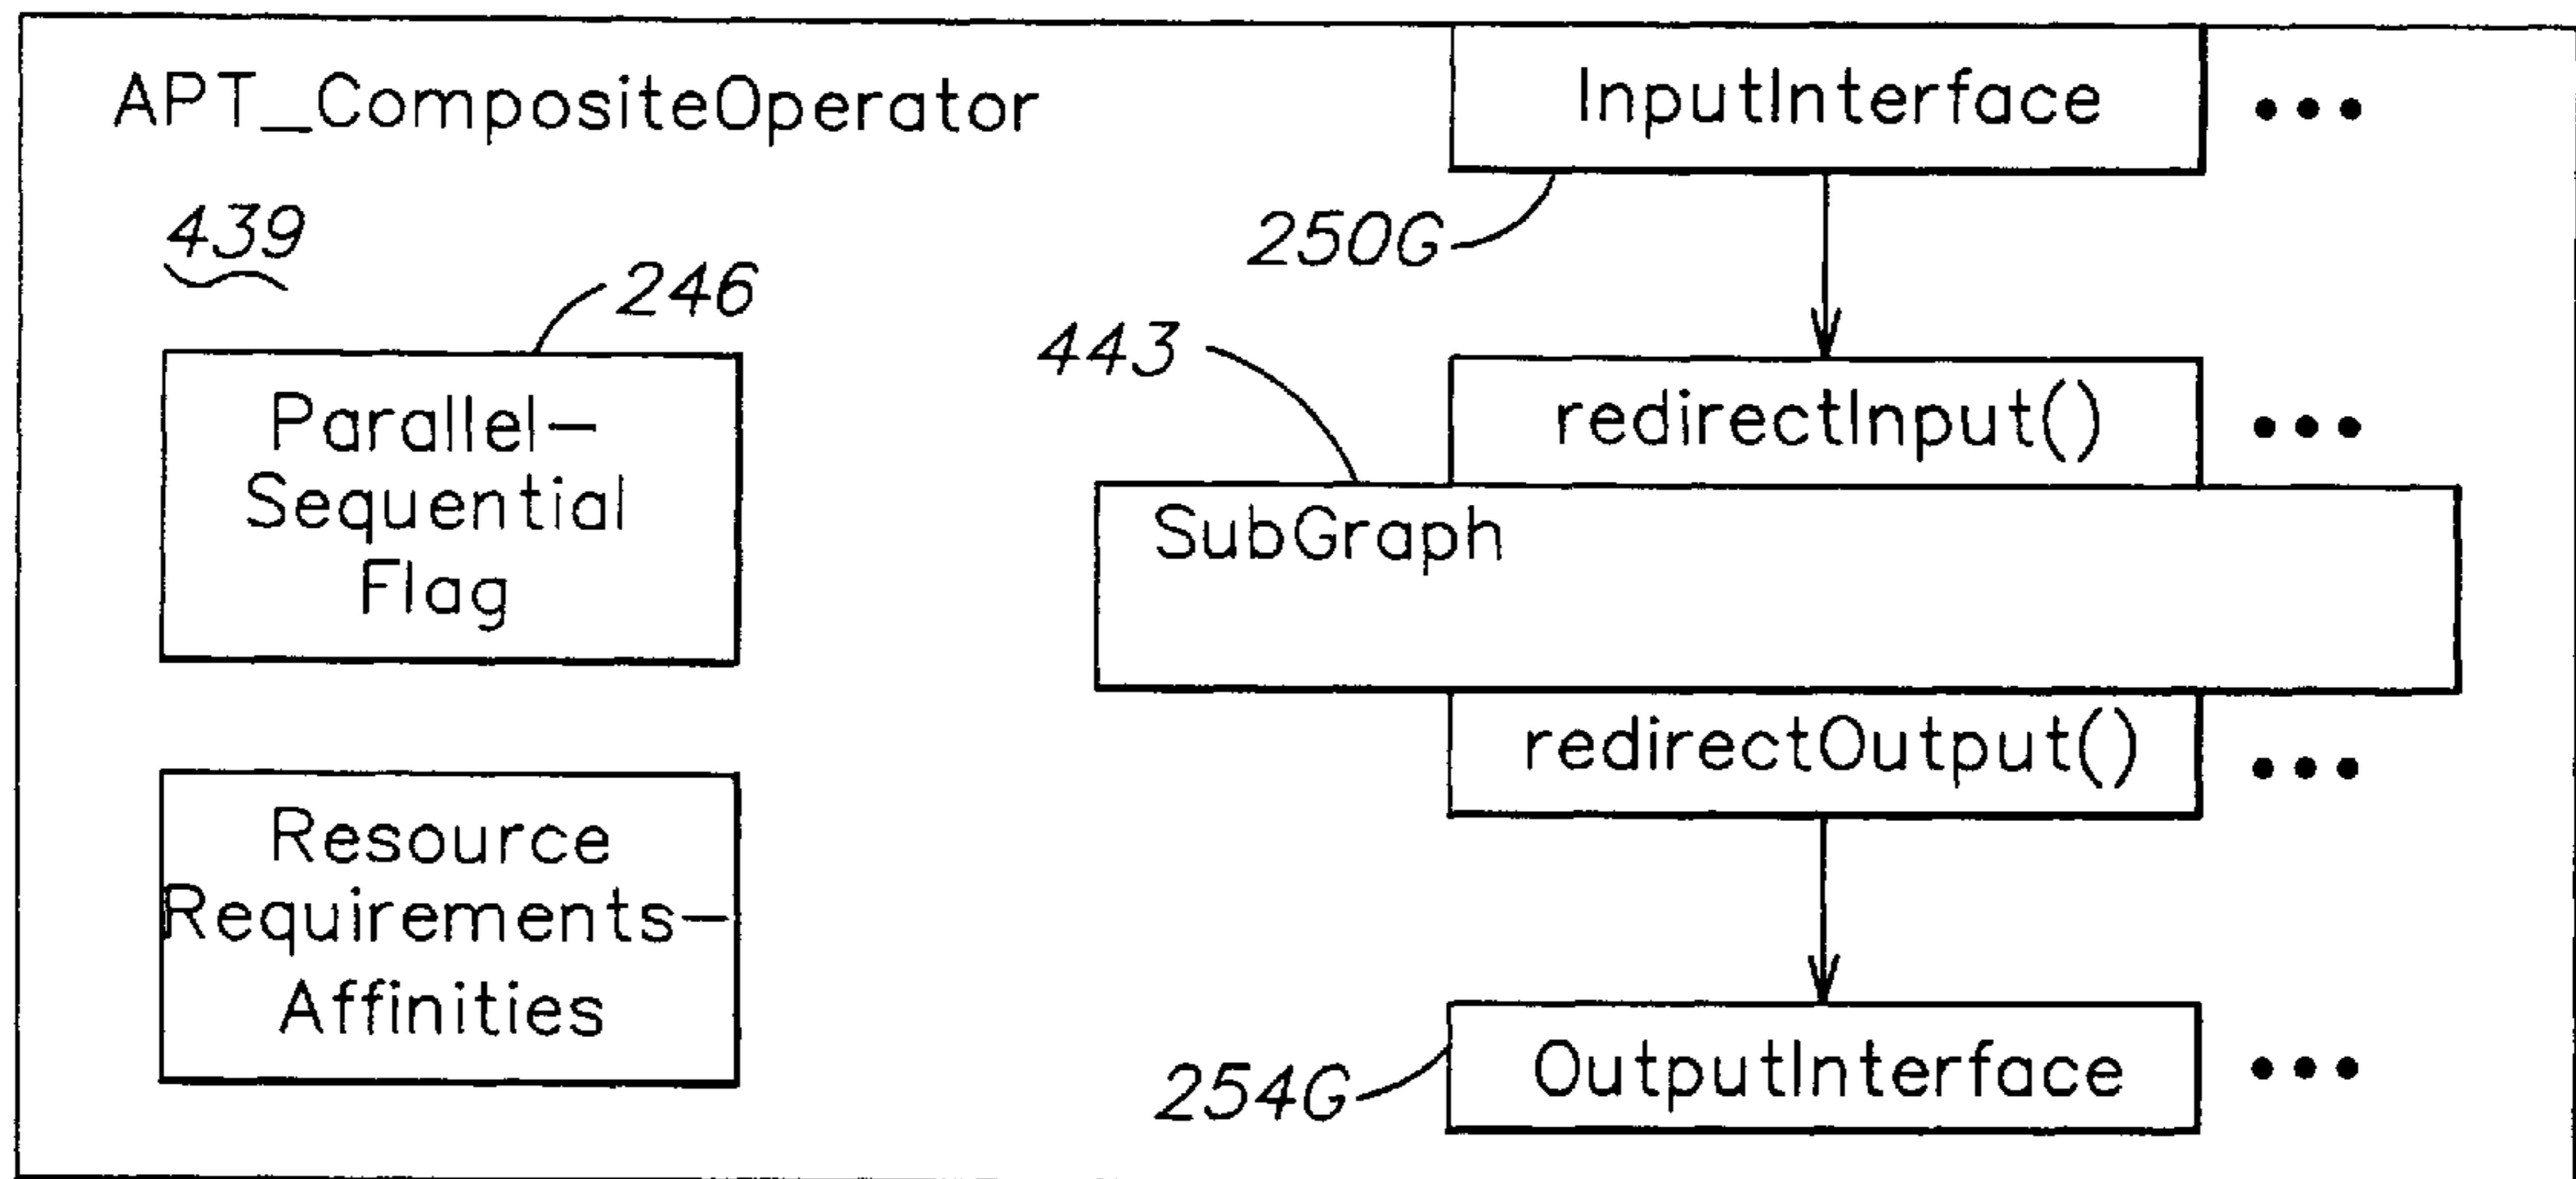 APT_CompositeOperator
439
246
Parallel-
Sequential
Flag
Resource
Requirements-
Affinities
InputInterface •••
250G
443
redirectInput() •••
SubGraph
redirectOutput() •••
254G
OutputInterface •••